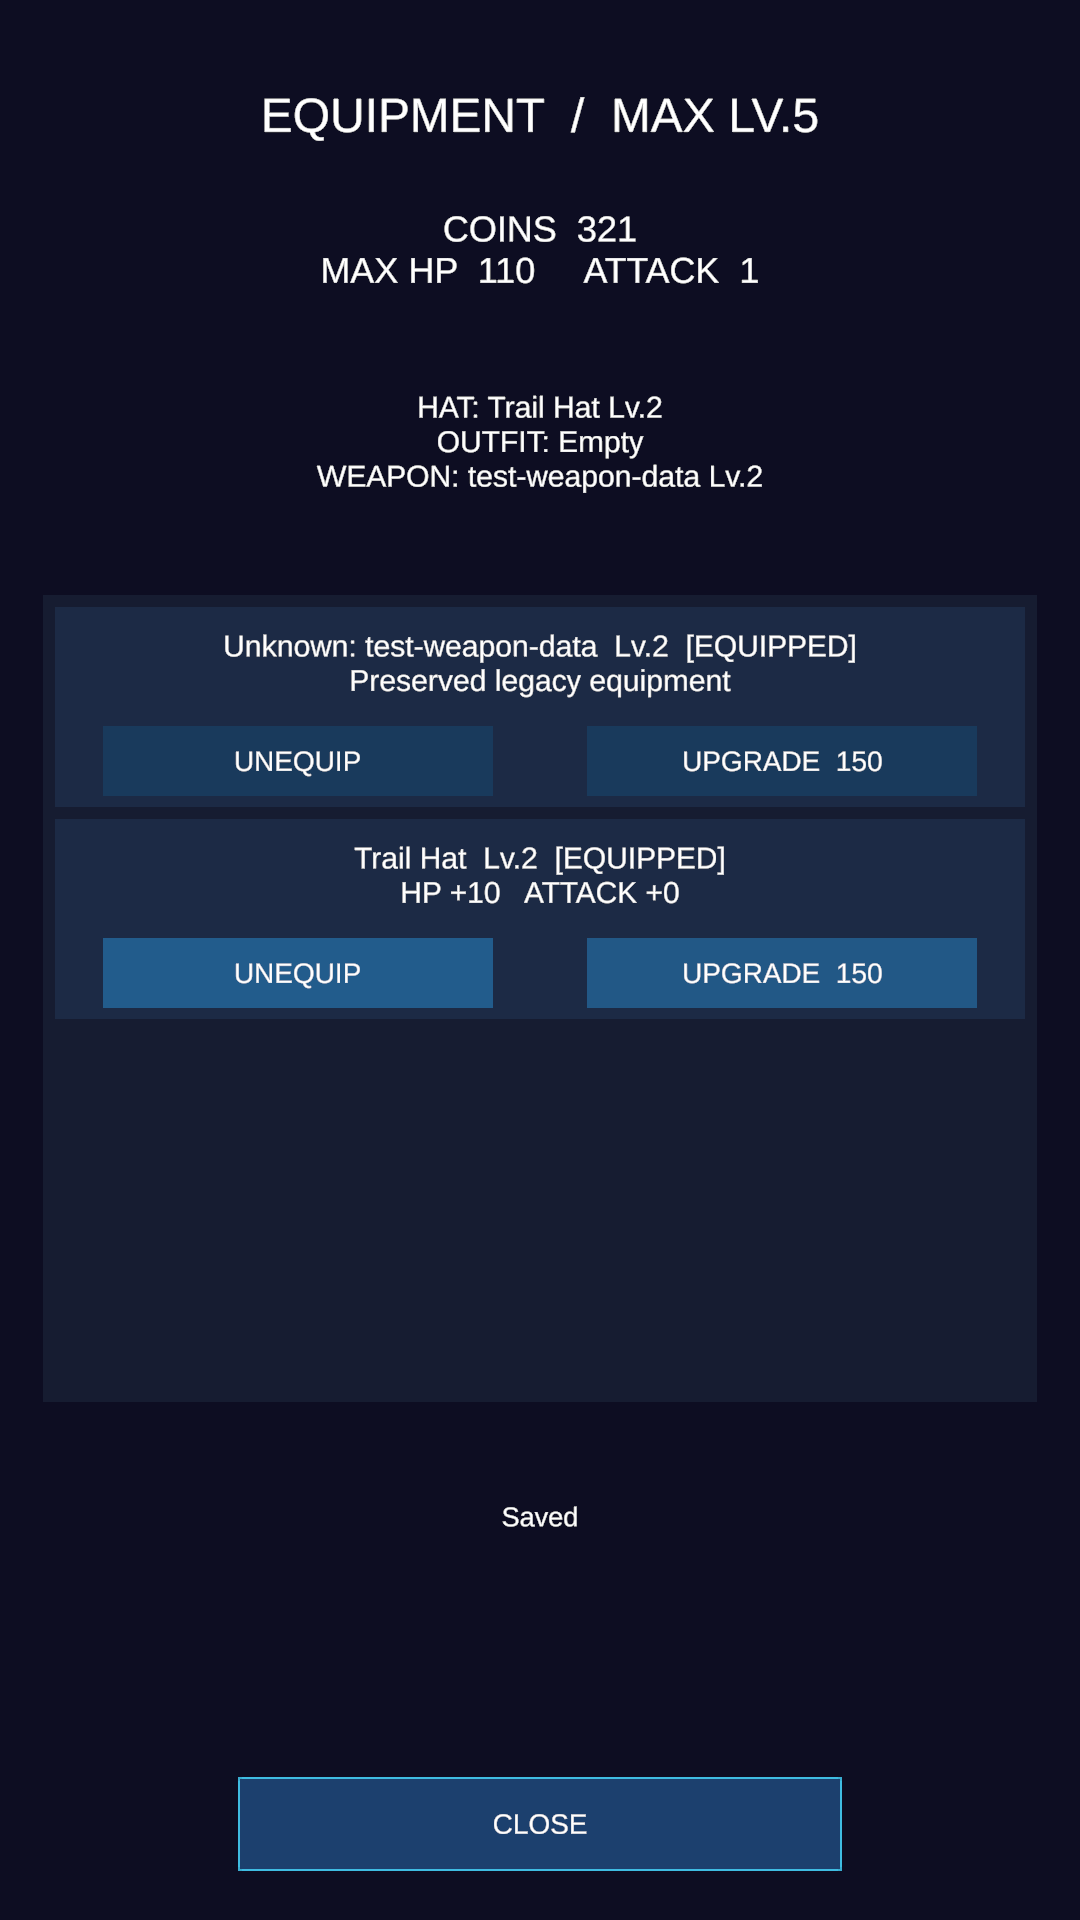 EQUIPMENT / MAX LV.5
COINS 321
MAX HP 110 ATTACK 1
HAT: Trail Hat Lv.2
OUTFIT: Empty
WEAPON: test-weapon-data Lv.2
Unknown: test-weapon-data Lv.2 [EQUIPPED]
Preserved legacy equipment
UNEQUIP UPGRADE 150
Trail Hat Lv.2 [EQUIPPED]
HP +10 ATTACK +0
UNEQUIP UPGRADE 150
Saved
CLOSE